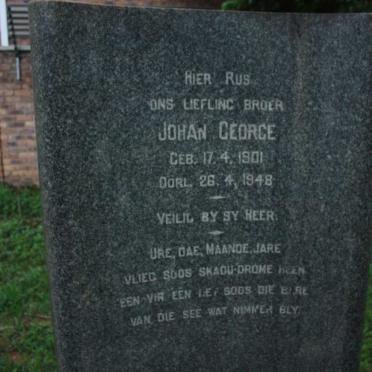 HIER RUS
ONS LIEFLING BROER
JOHAN GEORGE
GEB. 17.4.1901
OORL. 26.4.1948
VEILIG BY SY HEER.
URE, DAE, MAANDE, JARE
VLIEG SOOS SKADU-DROME HEEN
EEN-VIR EEN SOOS DIE
VAN DIE SEE WAT NIMMER BLY.